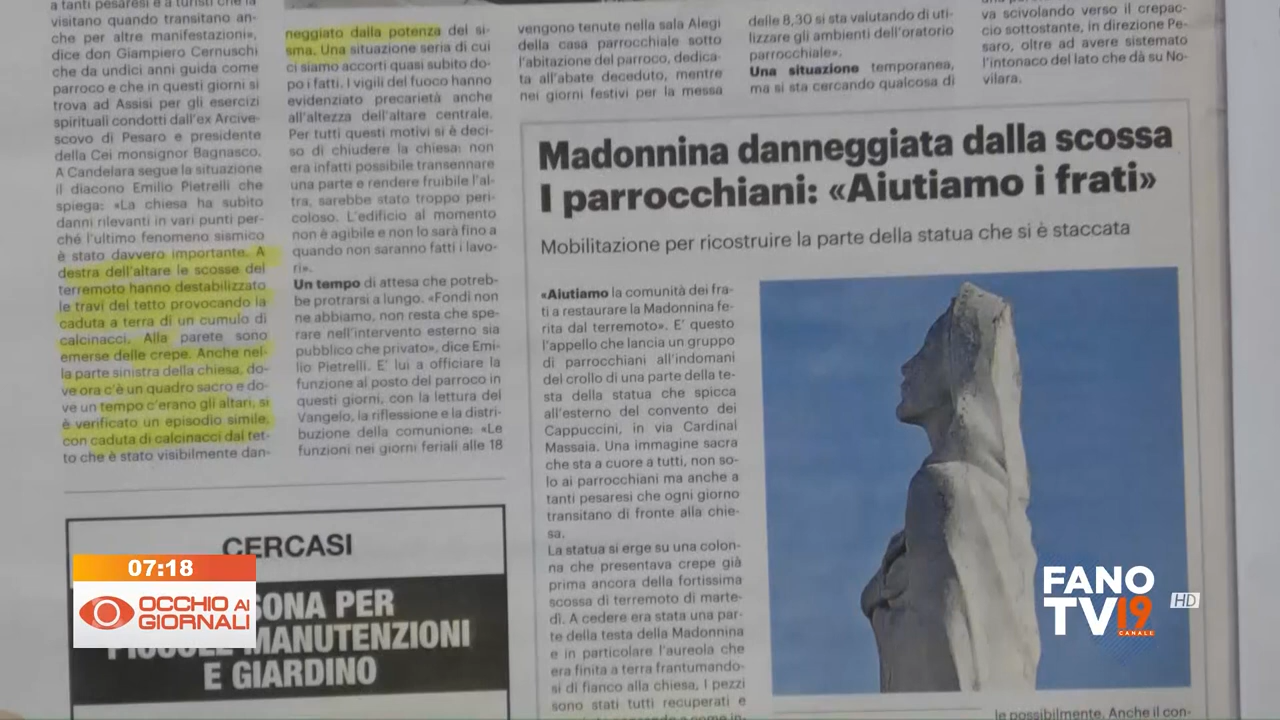 a tanti pesaresi e a turisti che la
visitano quando transitano an-
che per altre manifestazioni»,
dice don Giampiero Cernuschi
che da undici anni guida come
parroco e che in questi giorni si
trova ad Assisi per gli esercizi
spirituali condotti dall'ex Arcive-
scovo di Pesaro e presidente
della Cei monsignor Bagnasco.
A Candelara segue la situazione
il diacono Emilio Pietrelli che
spiega: «La chiesa ha subito
danni rilevanti in vari punti per-
ché l'ultimo fenomeno sismico
è stato davvero importante. A
destra dell'altare le scosse del
terremoto hanno destabilizzato
le travi del tetto provocando la
caduta a terra di un cumulo di
calcinacci. Alla parete sono
emerse delle crepe. Anche nel-
la parte sinistra della chiesa, do-
ve ora c'è un quadro sacro e do-
ve un tempo c'erano gli altari, si
è verificato un episodio simile,
con caduta di calcinacci dal tet-
to che è stato visibilmente dan-
neggiato dalla potenza del si-
sma. Una situazione seria di cui
ci siamo accorti quasi subito do-
po i fatti. I vigili del fuoco hanno
evidenziato precarietà anche
all'altezza dell'altare centrale.
Per tutti questi motivi si è deci-
so di chiudere la chiesa: non
era infatti possibile transennare
una parte e rendere fruibile l'al-
tra, sarebbe stato troppo peri-
coloso. L'edificio al momento
non è agibile e non lo sarà fino a
quando non saranno fatti i lavo-
ri».
Un tempo di attesa che potreb-
be protrarsi a lungo. «Fondi non
ne abbiamo, non resta che spe-
rare nell'intervento esterno sia
pubblico che privato», dice Emi-
lio Pietrelli. E' lui a officiare la
funzione al posto del parroco in
questi giorni, con la lettura del
Vangelo, la riflessione e la distri-
buzione della comunione: «Le
funzioni nei giorni feriali alle 18
vengono tenute nella sala Alegi
della casa parrocchiale sotto
l'abitazione del parroco, dedica-
ta all'abate deceduto, mentre
nei giorni festivi per la messa
delle 8,30 si sta valutando di uti-
lizzare gli ambienti dell'oratorio
parrocchiale».
Una situazione temporanea,
ma si sta cercando qualcosa di
va scivolando verso il crepac-
cio sottostante, in direzione Pe-
saro, oltre ad avere sistemato
l'intonaco del lato che dà su No-
vilara.
Madonnina danneggiata dalla scossa
I parrocchiani: «Aiutiamo i frati»
Mobilitazione per ricostruire la parte della statua che si è staccata
«Aiutiamo la comunità dei fra-
ti a restaurare la Madonnina fe-
rita dal terremoto». E' questo
l'appello che lancia un gruppo
di parrocchiani all'indomani
del crollo di una parte della te-
sta della statua che spicca
all'esterno del convento dei
Cappuccini, in via Cardinal
Massaia. Una immagine sacra
che sta a cuore a tutti, non so-
lo ai parrocchiani ma anche a
tanti pesaresi che ogni giorno
transitano di fronte alla chie-
sa.
La statua si erge su una colon-
na che presentava crepe già
prima ancora della fortissima
scossa di terremoto di marte-
dì. A cedere era stata una par-
te della testa della Madonnina
e in particolare l'aureola che
era finita a terra frantumando-
si di fianco alla chiesa. I pezzi
sono stati tutti recuperati e
le possibilmente. Anche il con-
CERCASI
SONA PER
MANUTENZIONI
E GIARDINO
07:18
OCCHIO AI
GIORNALI
FANO
TV19
CANALE
HD